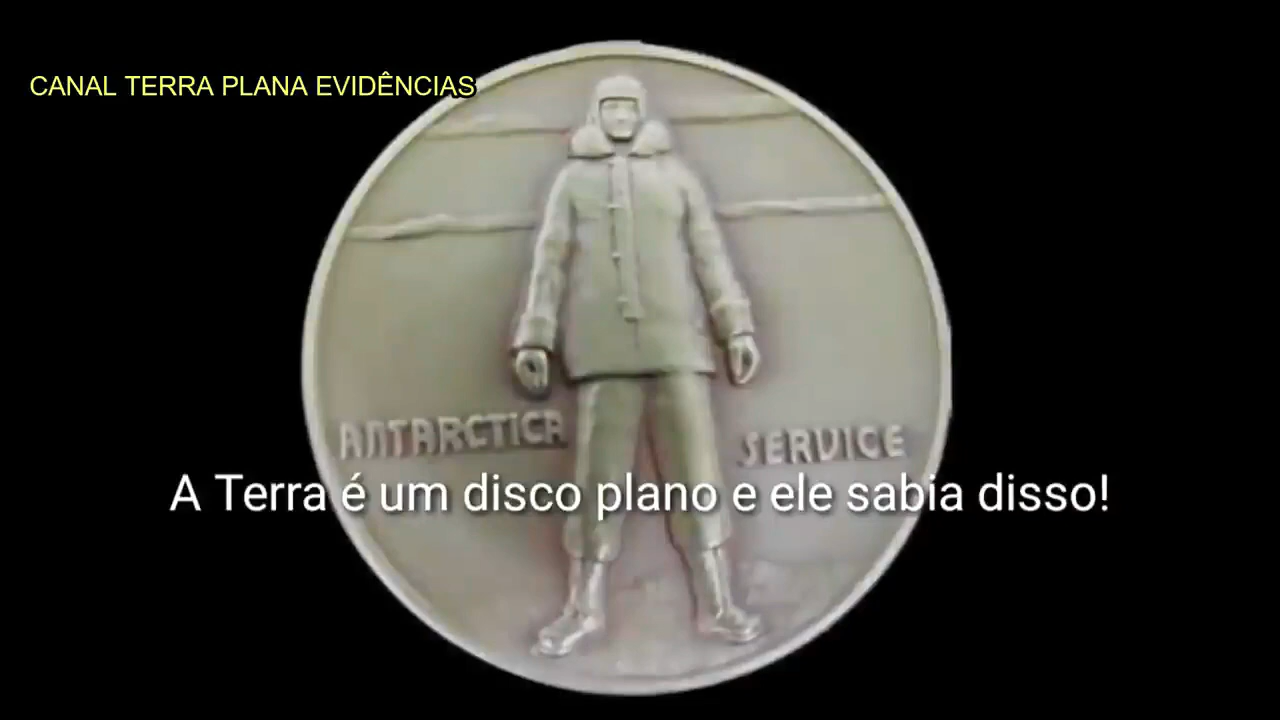 CANAL TERRA PLANA EVIDÊNCIAS
ANTARCTICA SERVICE
A Terra é um disco plano e ele sabia disso!